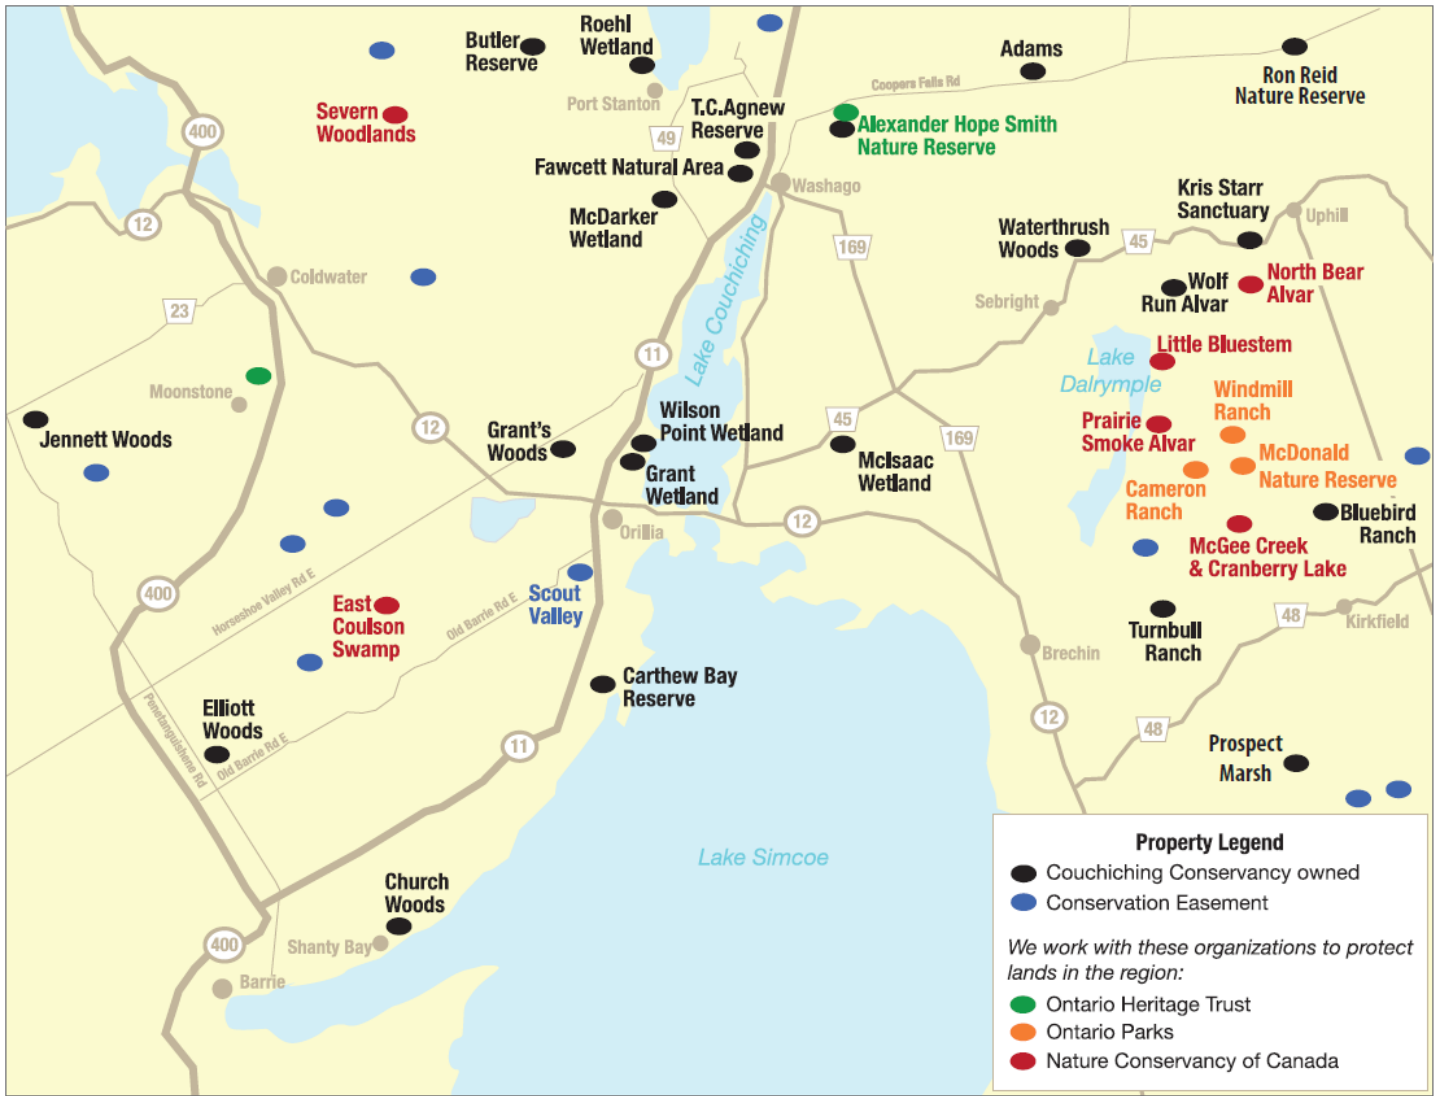 Roehl
Wetland
Butler
Reserve
Adams
Ron Reid
Nature Reserve
Coopers Falls Rd
Port Stanton
Severn
Woodlands
T.C.Agnew
Reserve
400
49
Alexander Hope Smith
Nature Reserve
Fawcett Natural Area
Washago
Kris Starr
Sanctuary
McDarker
Wetland
Uphill
12
Waterthrush
Woods
45
169
Coldwater
Lake Couchiching
North Bear
Alvar
Wolf
Run Alvar
Sebright
23
11
Little Bluestem
Lake
Dalrymple
Moonstone
Windmill
Ranch
Wilson
Point Wetland
Jennett Woods
12
Grant's
Woods
45
169
Prairie
Smoke Alvar
McIsaac
Wetland
McDonald
Nature Reserve
Grant
Wetland
Cameron
Ranch
Bluebird
Ranch
12
Orillia
McGee Creek
& Cranberry Lake
400
Horseshoe Valley Rd E
Scout
Valley
East
Coulson
Swamp
Old Barrie Rd E
48
Kirkfield
Turnbull
Ranch
Brechin
Carthew Bay
Reserve
Penetanguishene Rd
Elliott
Woods
Old Barrie Rd E
11
12
48
Prospect
Marsh
Lake Simcoe
Church
Woods
400
Shanty Bay
Barrie
Property Legend
Couchiching Conservancy owned
Conservation Easement
We work with these organizations to protect
lands in the region:
Ontario Heritage Trust
Ontario Parks
Nature Conservancy of Canada